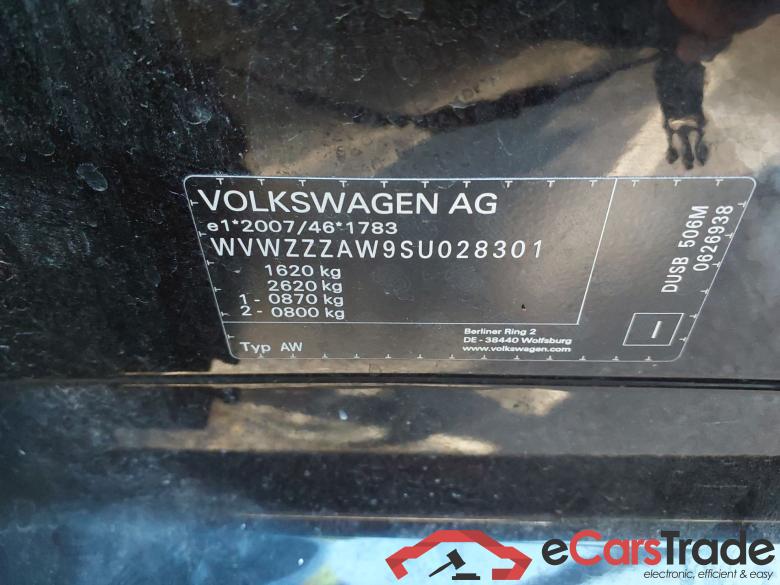 VOLKSWAGEN AG
e1*2007/46*1783
WVWZZZAW9SU028301
1620 kg
2620 kg
1 - 0870 kg
2 - 0800 kg
Typ AW
Berliner Ring 2
DE - 38440 Wolfsburg
www.volkswagen.com
DUSB 506M
0626938
I
eCarsTrade
electronic, efficient & easy